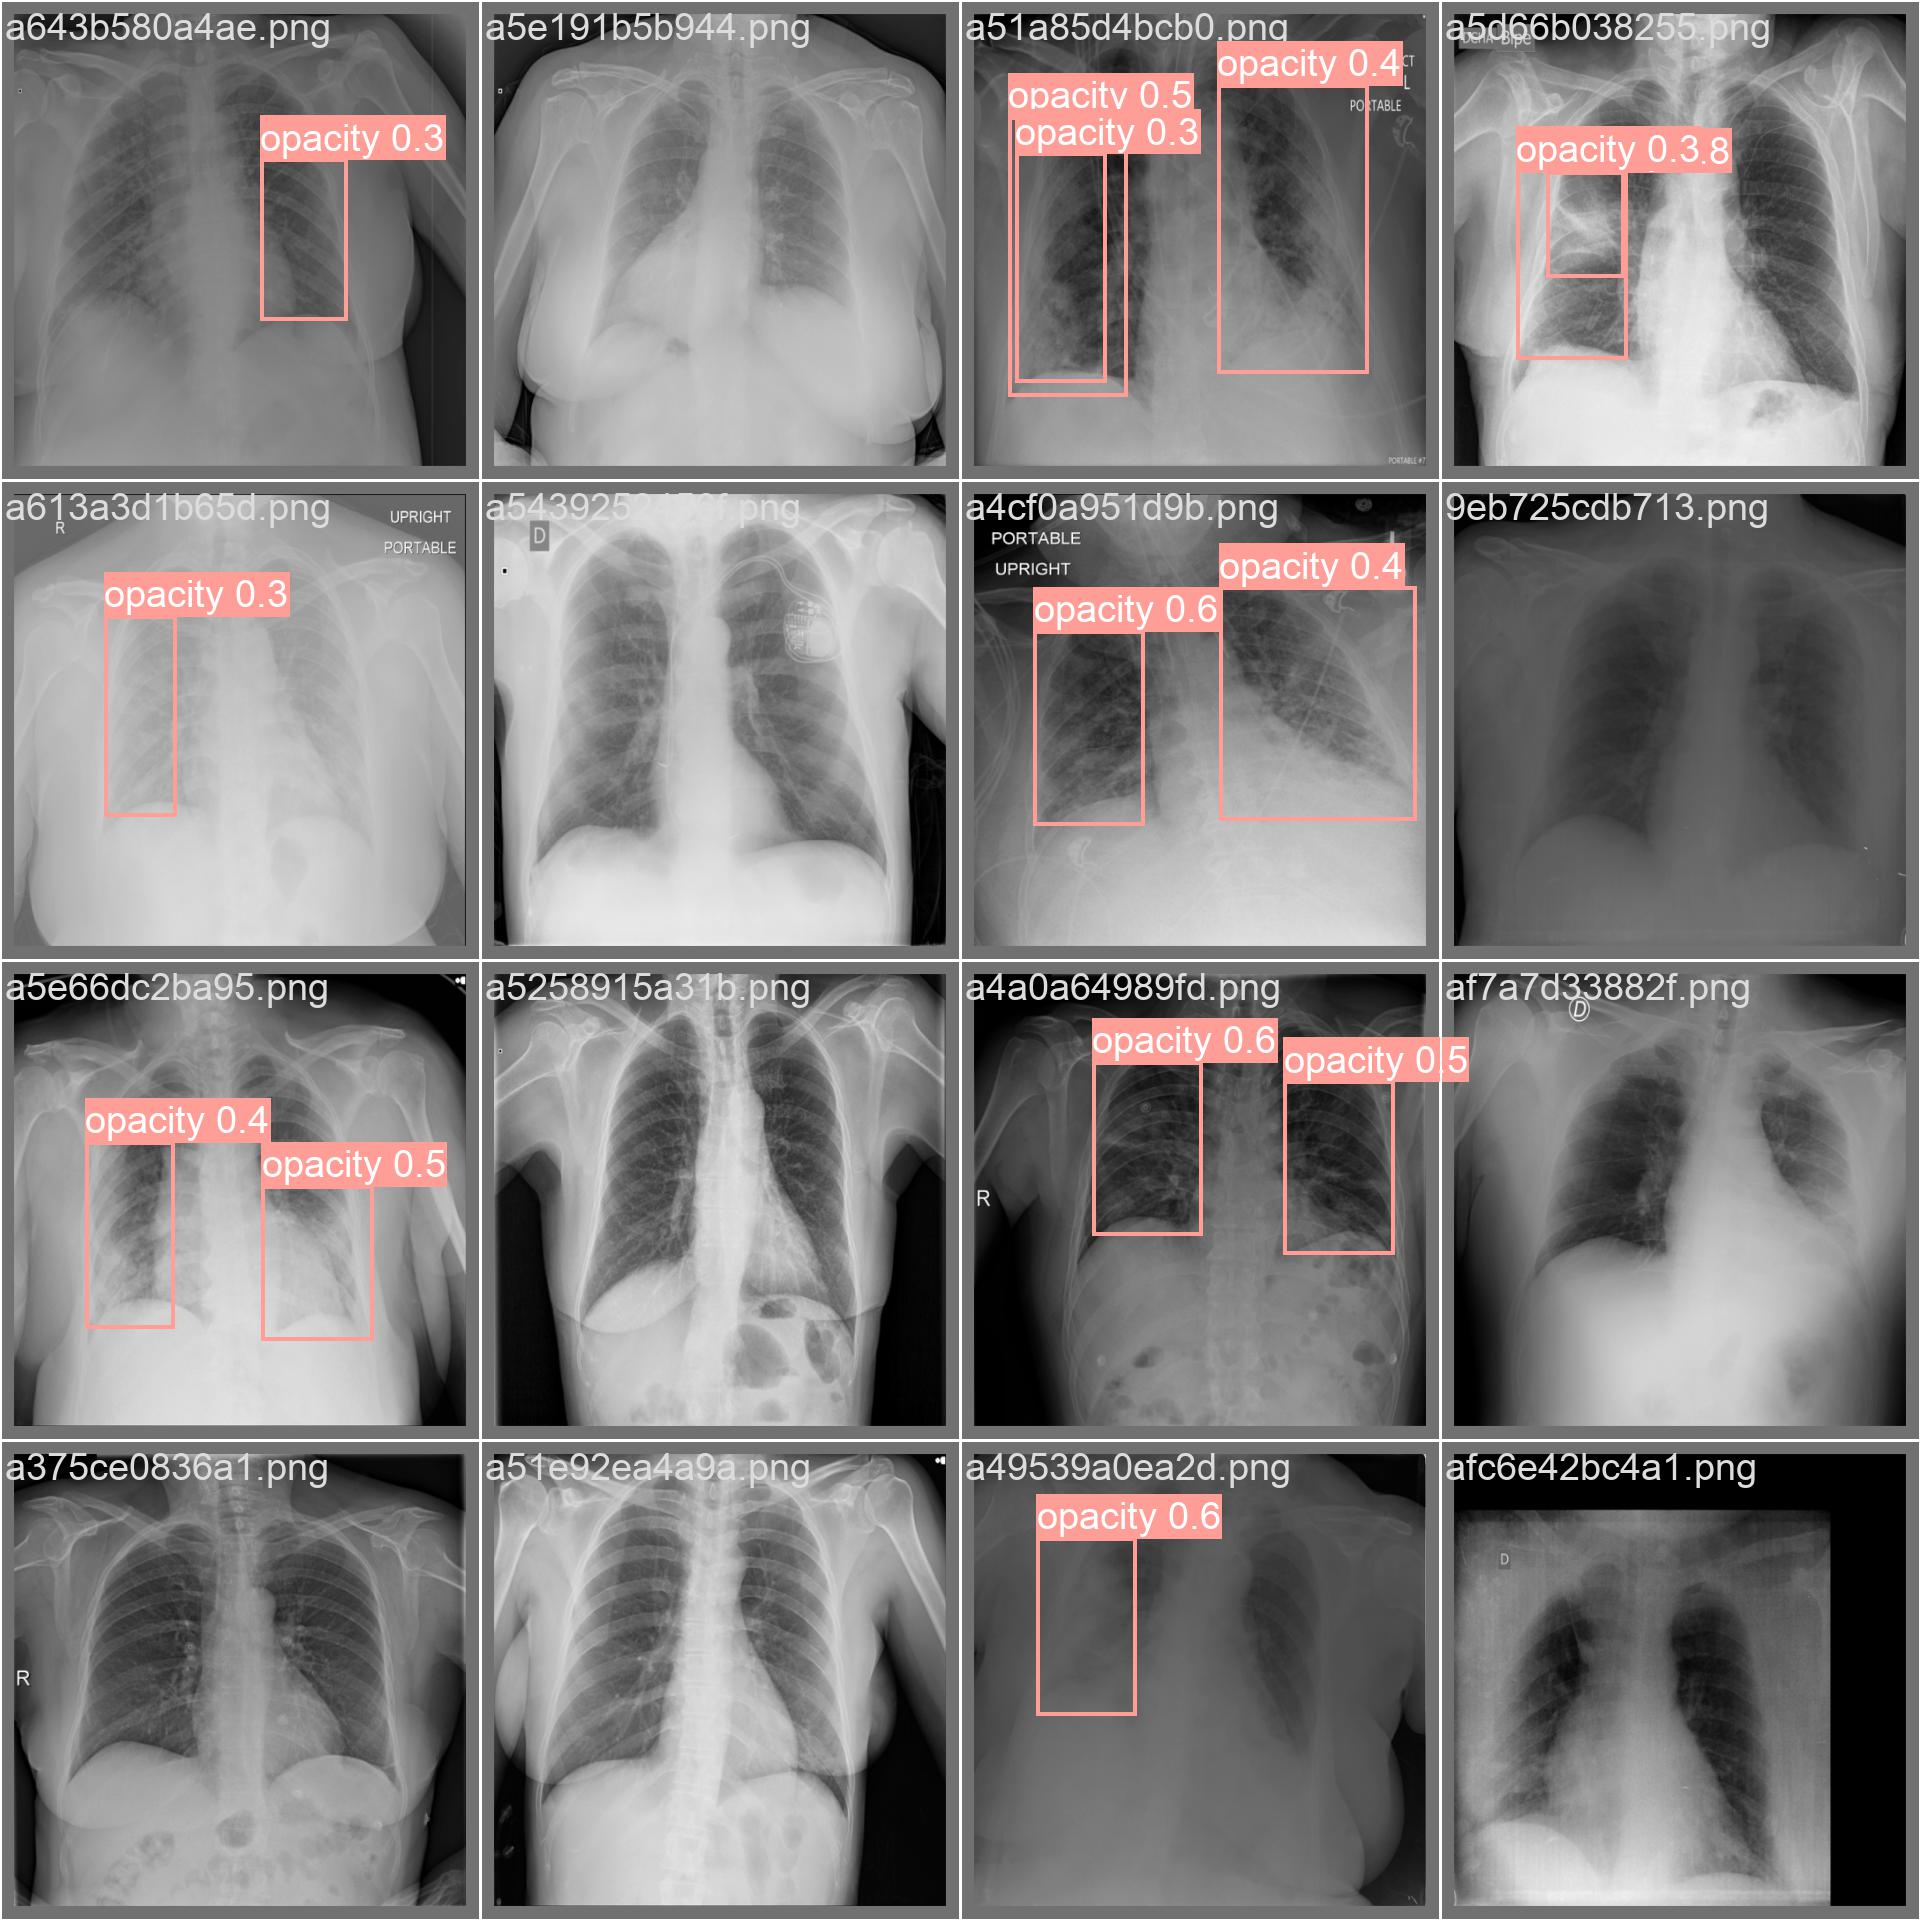 a643b580a4ae.png
opacity 0.3
a5e191b5b944.png
a51a85d4bcb0.png
opacity 0.4
opacity 0.5
opacity 0.3
L
PORTABLE
PORTABLE #7
a5d66b038255.png
opacity 0.3.8
a613a3d1b65d.png
R
UPRIGHT
PORTABLE
opacity 0.3
D
a4cf0a951d9b.png
PORTABLE
UPRIGHT
opacity 0.4
opacity 0.6
9eb725cdb713.png
a5e66dc2ba95.png
opacity 0.4
opacity 0.5
a5258915a31b.png
a4a0a64989fd.png
opacity 0.6
opacity 0.5
R
af7a7d33882f.png
D
a375ce0836a1.png
R
a51e92ea4a9a.png
a49539a0ea2d.png
opacity 0.6
afc6e42bc4a1.png
D